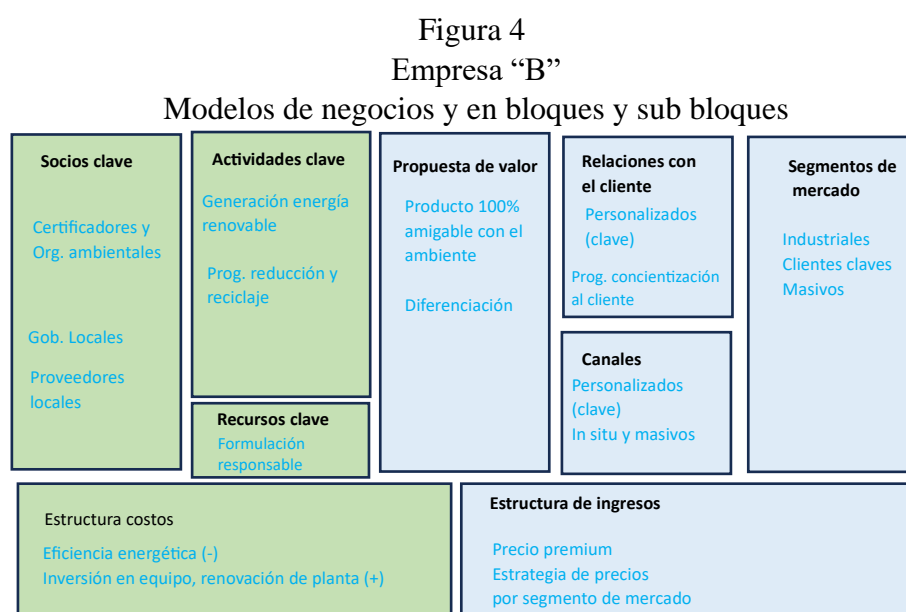 Figura 4
Empresa “B”
Modelos de negocios y en bloques y sub bloques
Socios clave
Certificadores y
Org. ambientales
Gob. Locales
Proveedores
locales
Actividades clave
Generación energía
renovable
Prog. reducción y
reciclaje
Recursos clave
Formulación
responsable
Propuesta de valor
Producto 100%
amigable con el
ambiente
Diferenciación
Relaciones con
el cliente
Personalizados
(clave)
Prog. concientización
al cliente
Canales
Personalizados
(clave)
In situ y masivos
Segmentos de
mercado
Industriales
Clientes claves
Masivos
Estructura costos
Eficiencia energética (-)
Inversión en equipo, renovación de planta (+)
Estructura de ingresos
Precio premium
Estrategia de precios
por segmento de mercado